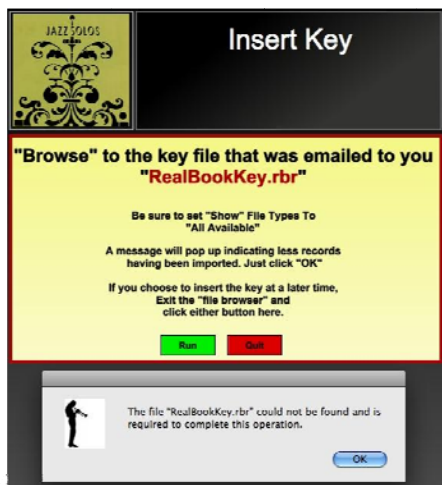 JAZZ SOLOS
Insert Key
"Browse" to the key file that was emailed to you
"RealBookKey.rbr"
Be sure to set "Show" File Types To
"All Available"
A message will pop up indicating less records
having been imported. Just click "OK"
If you choose to insert the key at a later time,
Exit the "file browser" and
click either button here.
Run
Quit
The file "RealBookKey.rbr" could not be found and is
required to complete this operation.
OK